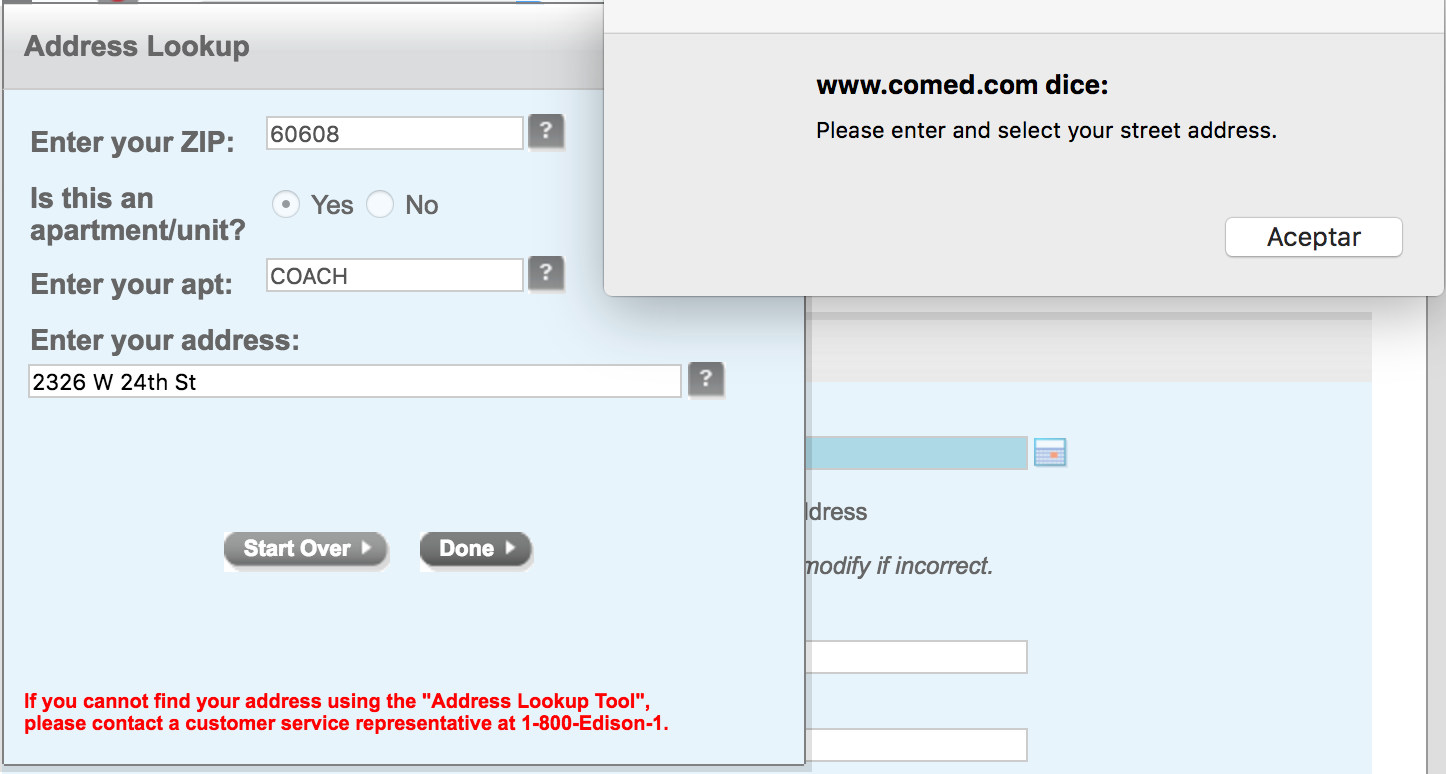 Address Lookup
www.comed.com dice:
Please enter and select your street address.
Aceptar
Enter your ZIP:
60608
?
Is this an
apartment/unit?
Yes
No
Enter your apt:
COACH
?
Enter your address:
2326 W 24th St
?
Start Over
Done
ddress
modify if incorrect.
If you cannot find your address using the "Address Lookup Tool",
please contact a customer service representative at 1-800-Edison-1.